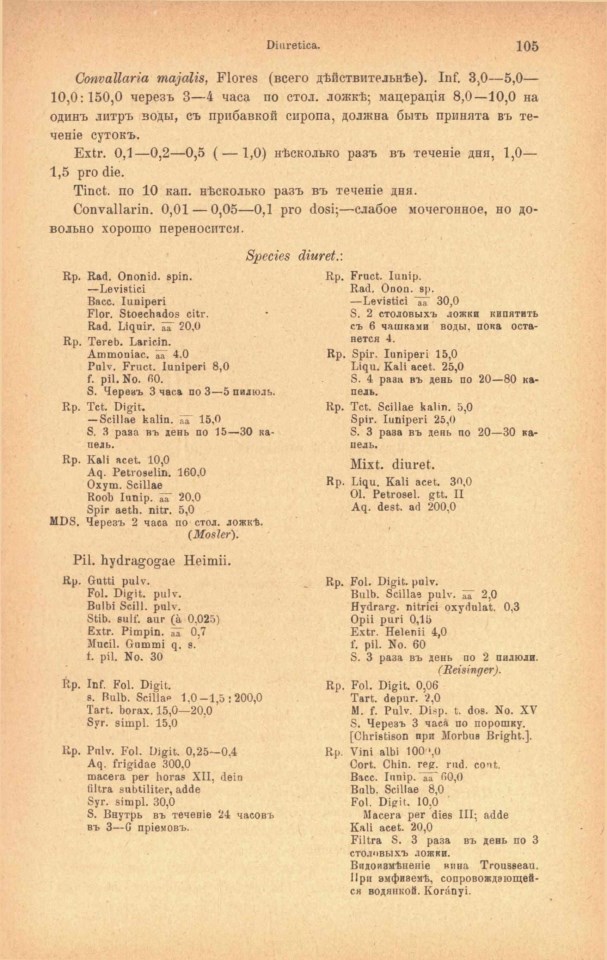 Diuretica. 105
Convallaria majalis, Flores (всего дѣйствительнѣе). Inf. 3,0—5,0—
10,0:150,0 черезъ 3—4 часа по стол. ложкѣ; мацерація 8,0—10,0 на
одинъ литръ воды, съ прибавкой сиропа, должна быть принята въ те-
ченіе сутокъ.
Extr. 0,1—0,2—0,5 (—1,0) нѣсколько разъ въ теченіе дня, 1,0—
1,5 pro die.
Tinct. по 10 кап. нѣсколько разъ въ теченіе дня.
Convallarin. 0,01—0,05—0,1 pro dosi;—слабое мочегонное, но до-
вольно хорошо переносится.
Species diuret.:
Rp. Rad. Ononid. spin.
—Levistici
Bacc. Iuniperi
Flor. Stoechados citr.
Rad. Liquir. aa 20,0
Rp. Tereb. Laricin.
Ammoniac. aa 4.0
Pulv. Fruct. Iuniperi 8,0
f. pil. No. 60.
S. Черезъ 3 часа по 3—5 пилюль.
Rp. Tct. Digit.
—Scillae kalin. aa 15,0
S. 3 раза въ день по 15—30 ка-
пель.
Rp. Kali acet. 10,0
Aq. Petroselin. 160,0
Oxym. Scillae
Roob Iunip. aa 20,0
Spir aeth. nitr. 5,0
MDS. Черезъ 2 часа по стол. ложкѣ.
(Mosler).
Rp. Fruct. Iunip.
Rad. Onon. sp.
—Levistici aa 30,0
S. 2 столовыхъ ложки кипятить
съ 6 чашками воды, пока оста-
нется 4.
Rp. Spir. Iuniperi 15,0
Liqu. Kali acet. 25,0
S. 4 раза въ день по 20—80 ка-
пель.
Rp. Tct. Scillae kalin. 5,0
Spir. Iuniperi 25,0
S. 3 раза въ день по 20—30 ка-
пель.
Mixt. diuret.
Rp. Liqu. Kali acet. 30,0
Ol. Petrosel. gtt. II
Aq. dest. ad 200,0
Pil. hydragogae Heimii.
Rp. Gutti pulv.
Fol. Digit. pulv.
Bulbi Scill. pulv.
Stib. sulf. aur (à 0,025)
Extr. Pimpin. aa 0,7
Mucil. Gummi q. s.
f. pil. No. 30
Rp. Inf. Fol. Digit.
s. Bulb. Scillae 1,0—1,5:200,0
Tart. borax. 15,0—20,0
Syr. simpl. 15,0
Rp. Pulv. Fol. Digit. 0,25—0,4
Aq. frigidae 300,0
macera per horas XII, dein
filtra subtiliter, adde
Syr. simpl. 30,0
S. Внутрь въ теченіе 24 часовъ
въ 3—6 пріемовъ.
Rp. Fol. Digit. pulv.
Bulb. Scillae pulv. aa 2,0
Hydrarg. nitrici oxydulat. 0,3
Opii puri 0,15
Extr. Helenii 4,0
f. pil. No. 60
S. 3 раза въ день по 2 пилюли.
(Reisinger).
Rp. Fol. Digit. 0,06
Tart. depur. 2,0
M. f. Pulv. Disp. t. dos. No. XV
S. Черезъ 3 часа по порошку.
[Christison при Morbus Bright.].
Rp. Vini albi
Cort. Chin. reg. rud. cont.
Bacc. Iunip. aa 60,0
Bulb. Scillae 8,0
Fol. Digit. 10,0
Macera per dies III; adde
Kali acet. 20,0
Filtra S. 3 раза въ день по 3
столовыхъ ложки.
Видоизмѣненіе вина Trousseau.
При эмфиземѣ, сопровождающей-
ся водянкой. Korányi.